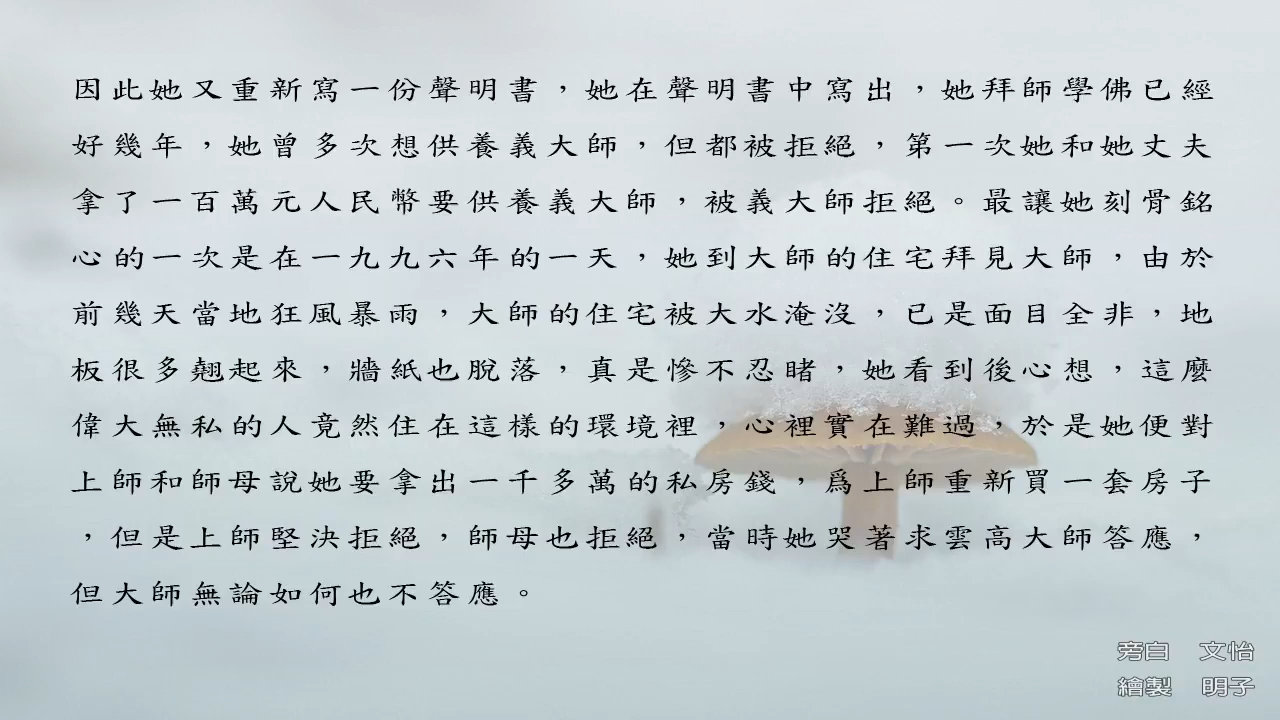 因此她又重新寫一份聲明書，她在聲明書中寫出，她拜師學佛已經
好幾年，她曾多次想供養義大師，但都被拒絕，第一次她和她丈夫
拿了一百萬元人民幣要供養義大師，被義大師拒絕。最讓她刻骨銘
心的一次是在一九九六年的一天，她到大師的住宅拜見大師，由於
前幾天當地狂風暴雨，大師的住宅被大水淹沒，已是面目全非，地
板很多翹起來，牆紙也脫落，真是慘不忍睹，她看到後心想，這麼
偉大無私的人竟然住在這樣的環境裡，心裡實在難過，於是她便對
上師和師母說她要拿出一千多萬的私房錢，爲上師重新買一套房子
，但是上師堅決拒絕，師母也拒絕，當時她哭著求雲高大師答應，
但大師無論如何也不答應。
旁白 文怡
繪製 明子